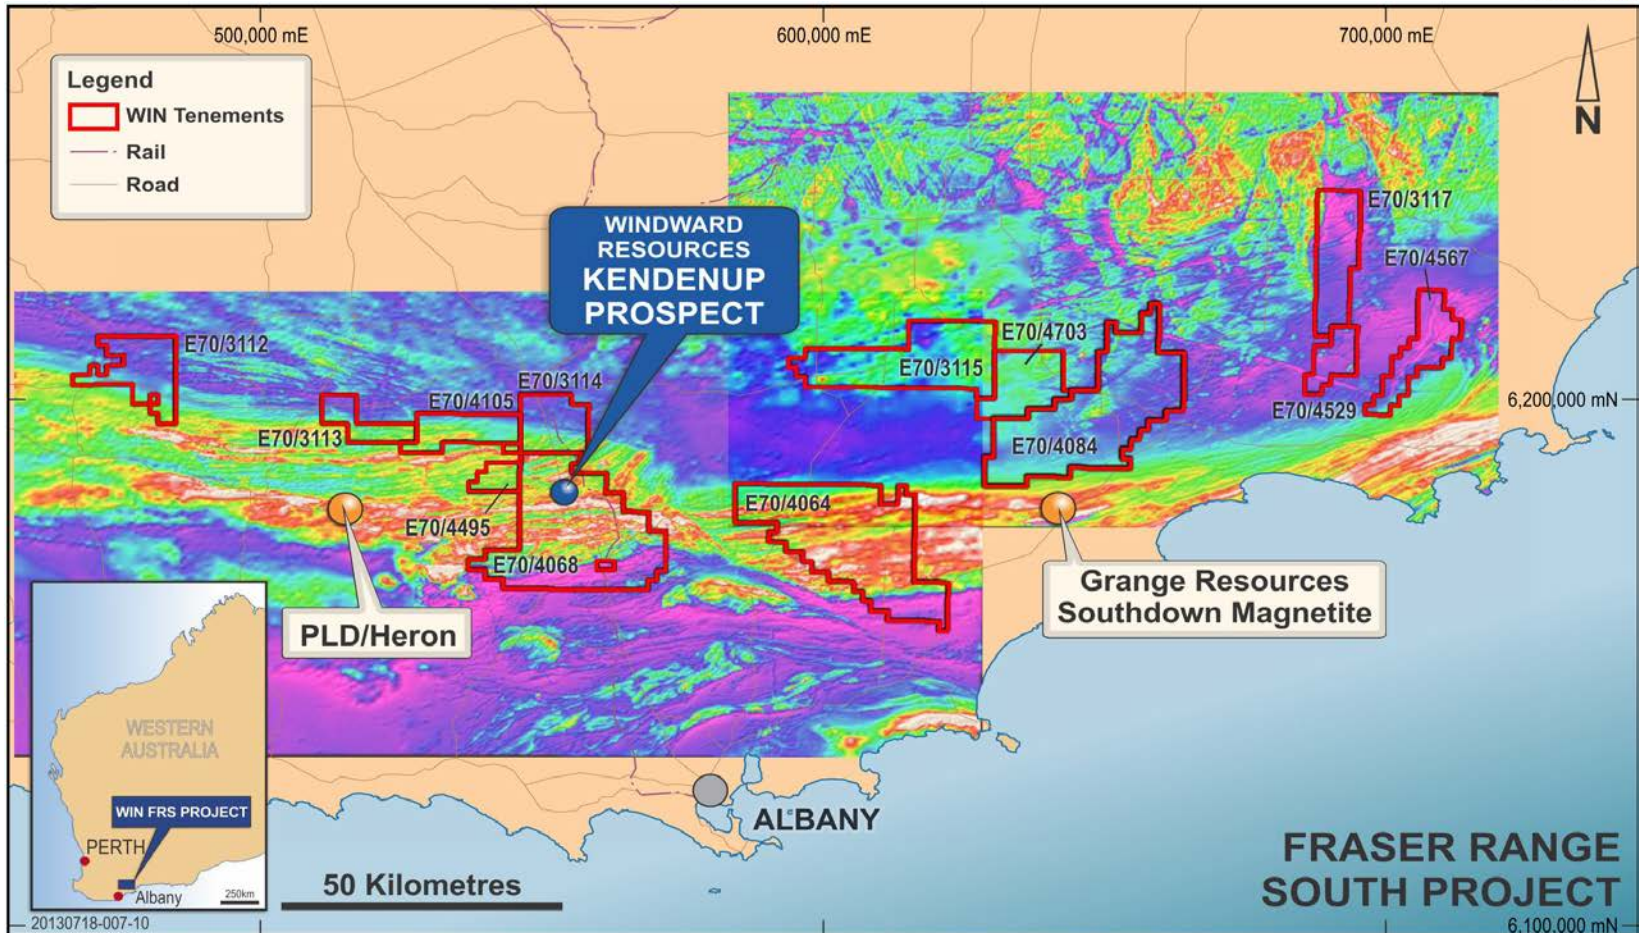 500,000 mE
600,000 mE
700,000 mE
Legend
WIN Tenements
Rail
Road
N
WINDWARD
RESOURCES
KENDENUP
PROSPECT
E70/3117
E70/4567
E70/3112
E70/4703
E70/3115
E70/3114
E70/4105
6,200,000 mN
E70/4529
E70/3113
E70/4084
E70/4064
E70/4495
E70/4068
Grange Resources
Southdown Magnetite
PLD/Heron
WESTERN
AUSTRALIA
WIN FRS PROJECT
PERTH
Albany
250km
ALBANY
50 Kilometres
FRASER RANGE
SOUTH PROJECT
20130718-007-10
6,100,000 mN